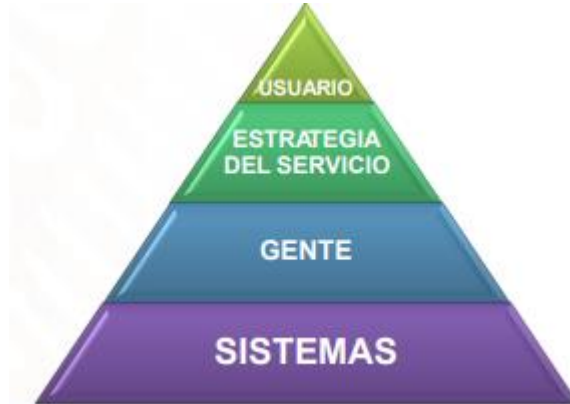 USUARIO
ESTRATEGIA
DEL SERVICIO
GENTE
SISTEMAS